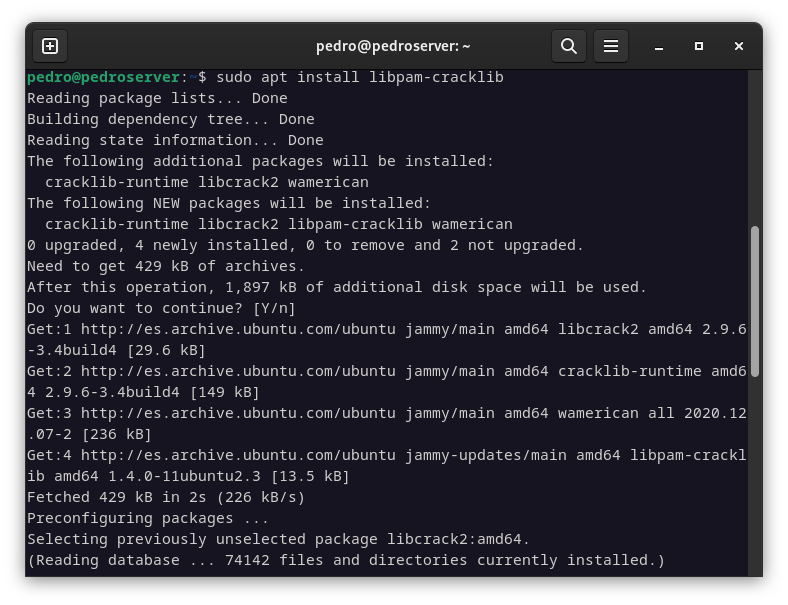 pedro@pedroserver: ~
pedro@pedroserver:~$ sudo apt install libpam-cracklib
Reading package lists... Done
Building dependency tree... Done
Reading state information... Done
The following additional packages will be installed:
  cracklib-runtime libcrack2 wamerican
The following NEW packages will be installed:
  cracklib-runtime libcrack2 libpam-cracklib wamerican
0 upgraded, 4 newly installed, 0 to remove and 2 not upgraded.
Need to get 429 kB of archives.
After this operation, 1,897 kB of additional disk space will be used.
Do you want to continue? [Y/n]
Get:1 http://es.archive.ubuntu.com/ubuntu jammy/main amd64 libcrack2 amd64 2.9.6
-3.4build4 [29.6 kB]
Get:2 http://es.archive.ubuntu.com/ubuntu jammy/main amd64 cracklib-runtime amd6
4 2.9.6-3.4build4 [149 kB]
Get:3 http://es.archive.ubuntu.com/ubuntu jammy/main amd64 wamerican all 2020.12
.07-2 [236 kB]
Get:4 http://es.archive.ubuntu.com/ubuntu jammy-updates/main amd64 libpam-crackl
ib amd64 1.4.0-11ubuntu2.3 [13.5 kB]
Fetched 429 kB in 2s (226 kB/s)
Preconfiguring packages ...
Selecting previously unselected package libcrack2:amd64.
(Reading database ... 74142 files and directories currently installed.)